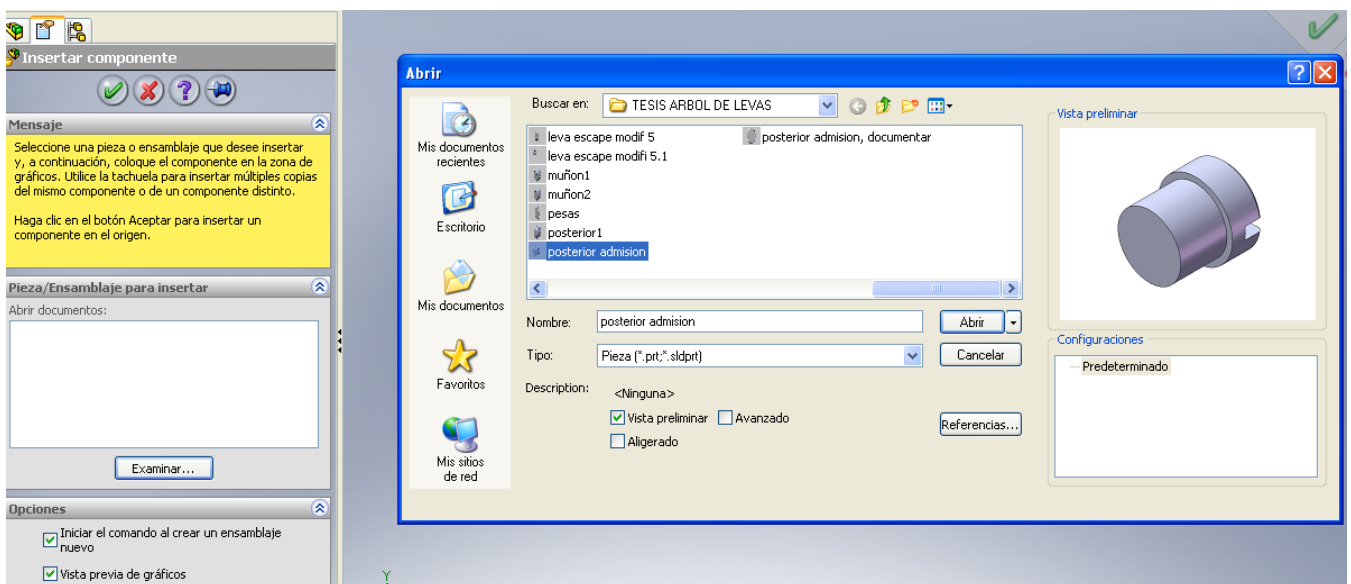 Insertar componente
Mensaje
Seleccione una pieza o ensamblaje que desee insertar
y, a continuación, coloque el componente en la zona de
gráficos. Utilice la tachuela para insertar múltiples copias
del mismo componente o de un componente distinto.
Haga clic en el botón Aceptar para insertar un
componente en el origen.
Pieza/Ensamblaje para insertar
Abrir documentos:
Examinar...
Opciones
Iniciar el comando al crear un ensamblaje
nuevo
Vista previa de gráficos
Abrir
Buscar en:
TESIS ARBOL DE LEVAS
Mis documentos
recientes
Escritorio
Mis documentos
Favoritos
Mis sitios
de red
leva escape modif 5
leva escape modifi 5.1
muñon1
muñon2
pesas
posterior1
posterior admision
posterior admision, documentar
Nombre:
posterior admision
Abrir
Tipo:
Pieza (*.prt;*.sldprt)
Cancelar
Description:
<Ninguna>
Vista preliminar
Avanzado
Aligerado
Referencias...
Vista preliminar
Configuraciones
Predeterminado
Y